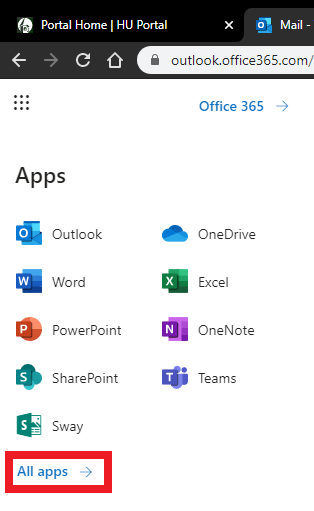 Portal Home | HU Portal
Mail -
outlook.office365.com/
Office 365
Apps
Outlook
OneDrive
Word
Excel
PowerPoint
OneNote
SharePoint
Teams
Sway
All apps